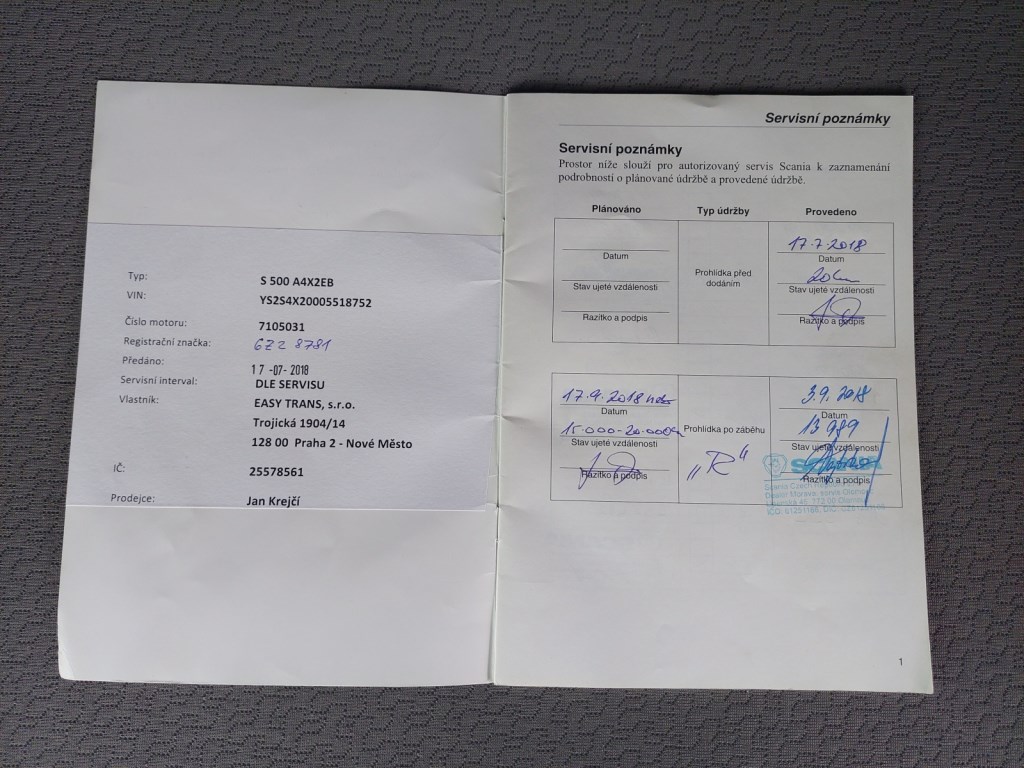 Typ: S 500 A4X2EB
VIN: YS2S4X20005518752
Číslo motoru: 7105031
Registrační značka: 6Z2 8781
Předáno: 17 -07- 2018
Servisní interval: DLE SERVISU
Vlastník: EASY TRANS, s.r.o.
Trojická 1904/14
128 00 Praha 2 - Nové Město
IČ: 25578561
Prodejce: Jan Krejčí
Servisní poznámky
Servisní poznámky
Prostor níže slouží pro autorizovaný servis Scania k zaznamenání
podrobností o plánované údržbě a provedené údržbě.
Plánováno Typ údržby Provedeno
17.7.2018
Datum Datum
Stav ujeté vzdálenosti Prohlídka před Stav ujeté vzdálenosti
dodáním
Razítko a podpis Razítko a podpis
17.9.2018 3.9.2018
Datum Datum
15 000-20.000 Prohlídka po záběhu 13 989
Stav ujeté vzdálenosti Stav ujeté vzdálenosti
„R“
Razítko a podpis Razítko a podpis
1